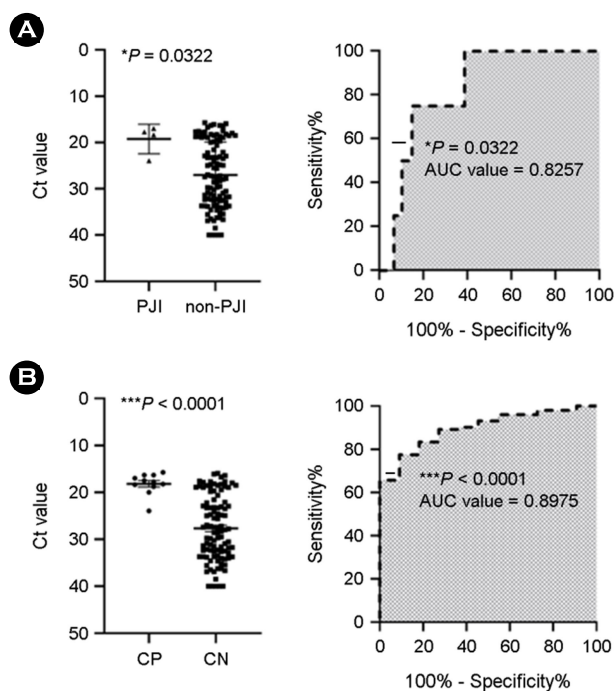 A
*P = 0.0322
Ct value
0
10
20
30
40
50
PJI non-PJI
Sensitivity%
100
80
60
40
20
0
*P = 0.0322
AUC value = 0.8257
0 20 40 60 80 100
100% - Specificity%
B
***P < 0.0001
Ct value
0
10
20
30
40
50
CP CN
Sensitivity%
100
80
60
40
20
0
***P < 0.0001
AUC value = 0.8975
0 20 40 60 80 100
100% - Specificity%